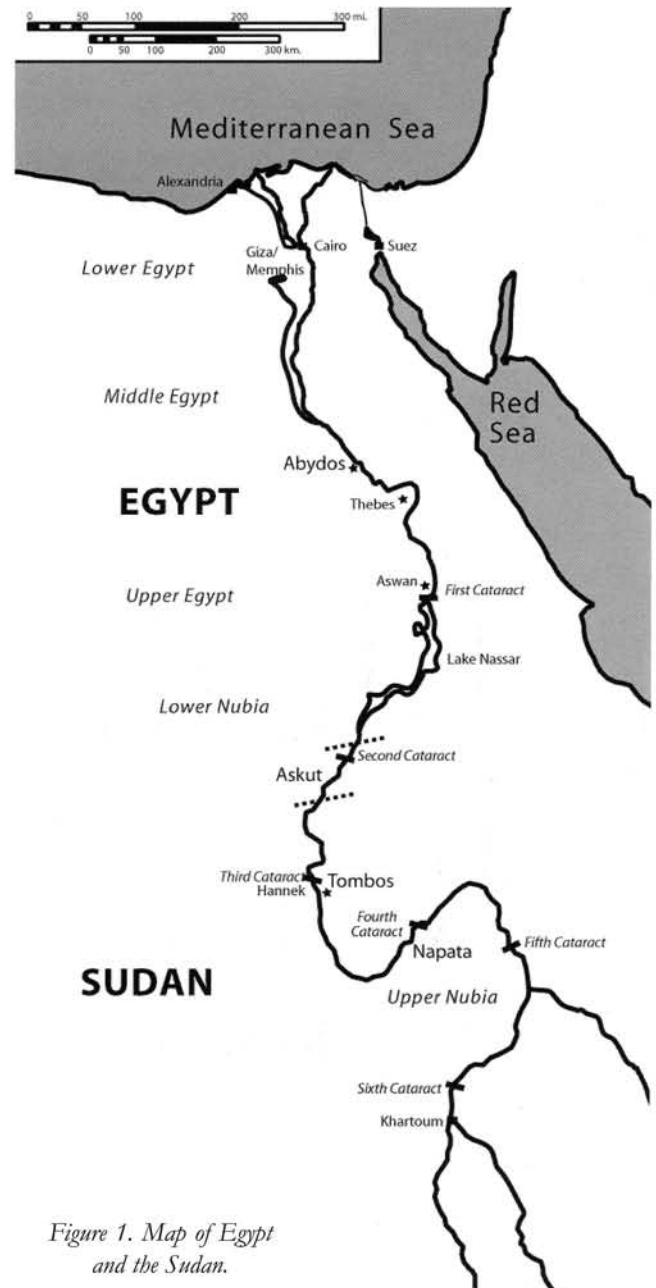 0 50 100 200 300 mi.
0 50 100 200 300 km.
Mediterranean Sea
Alexandria
Giza/
Memphis
Cairo
Suez
Lower Egypt
Middle Egypt
Red
Sea
Abydos
EGYPT
Thebes
Aswan
First Cataract
Upper Egypt
Lake Nassar
Lower Nubia
Second Cataract
Askut
Third Cataract
Hannek
Tombos
Fourth
Cataract
Napata
Fifth Cataract
SUDAN
Upper Nubia
Sixth Cataract
Khartoum
Figure 1. Map of Egypt
and the Sudan.